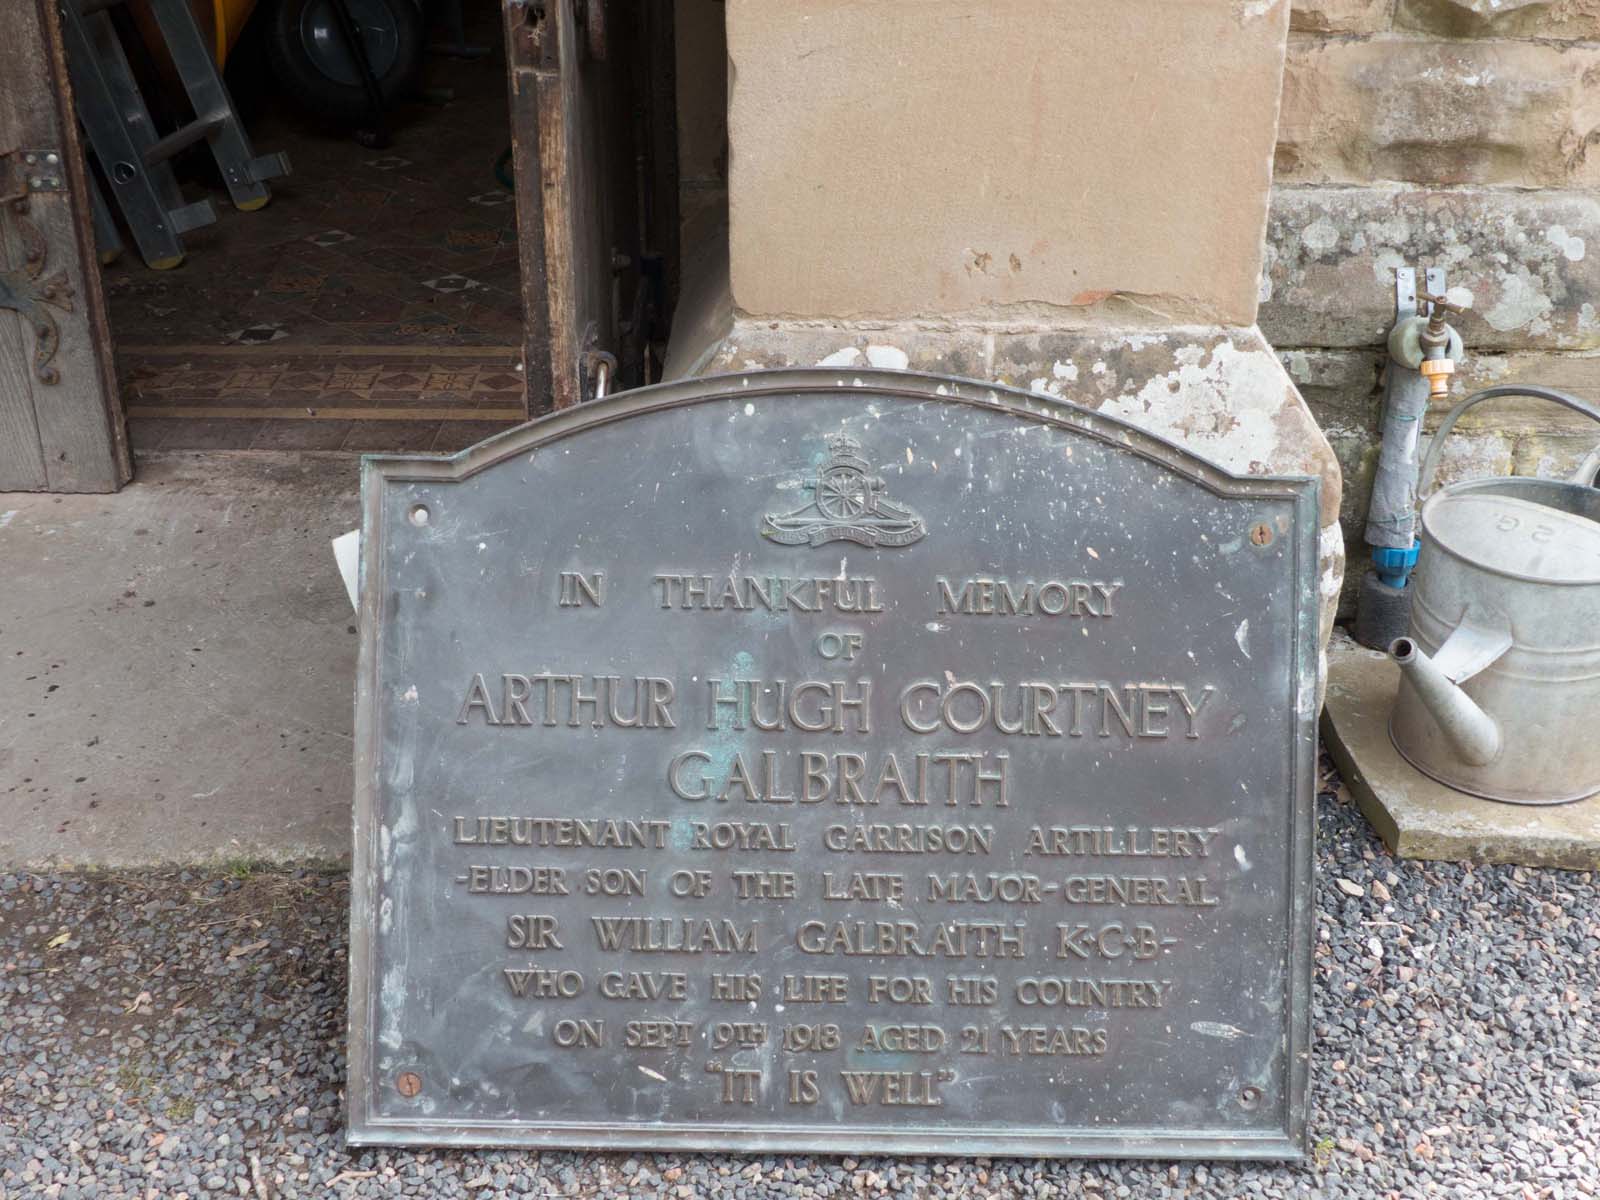 IN THANKFUL MEMORY
OF
ARTHUR HUGH COURTNEY
GALBRAITH
LIEUTENANT ROYAL GARRISON ARTILLERY
-ELDER SON OF THE LATE MAJOR-GENERAL
SIR WILLIAM GALBRAITH K·C·B-
WHO GAVE HIS LIFE FOR HIS COUNTRY
ON SEPT 9TH 1918 AGED 21 YEARS
"IT IS WELL"